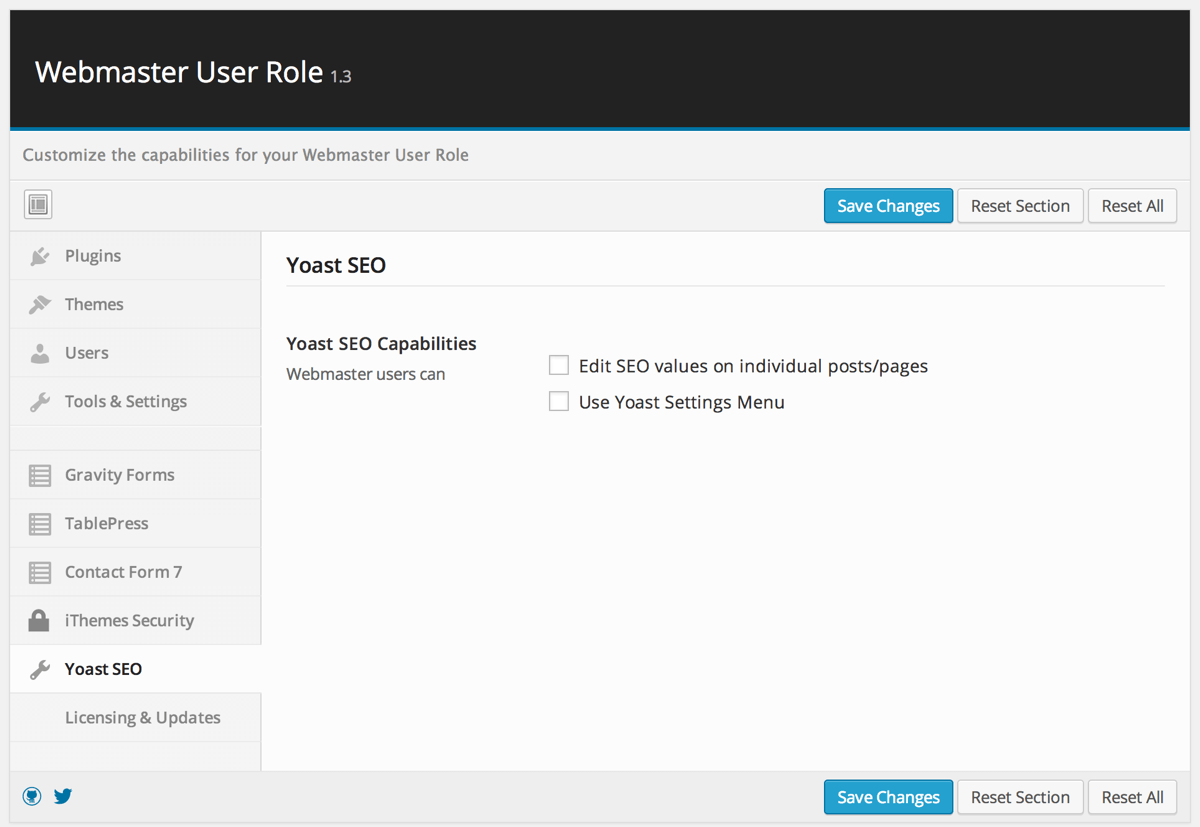 Webmaster User Role 1.3
Customize the capabilities for your Webmaster User Role
Save Changes Reset Section Reset All
Plugins
Themes
Users
Tools & Settings
Gravity Forms
TablePress
Contact Form 7
iThemes Security
Yoast SEO
Licensing & Updates
Yoast SEO
Yoast SEO Capabilities
Webmaster users can
Edit SEO values on individual posts/pages
Use Yoast Settings Menu
Save Changes Reset Section Reset All